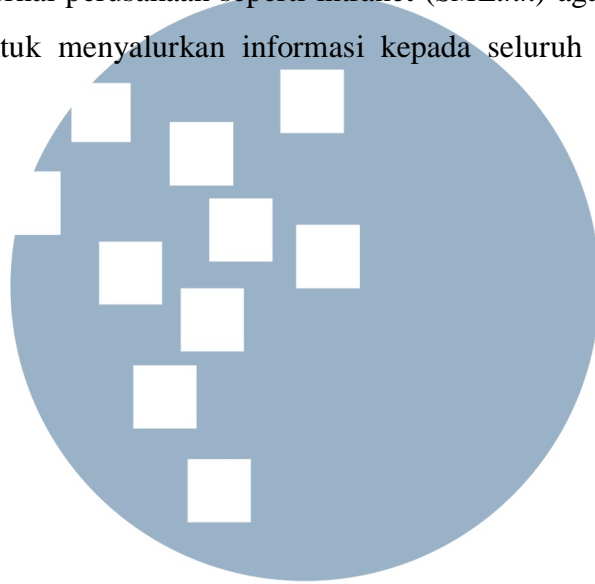 perusahaan seperti intranet
tuk menyalurkan informasi kepada seluruh